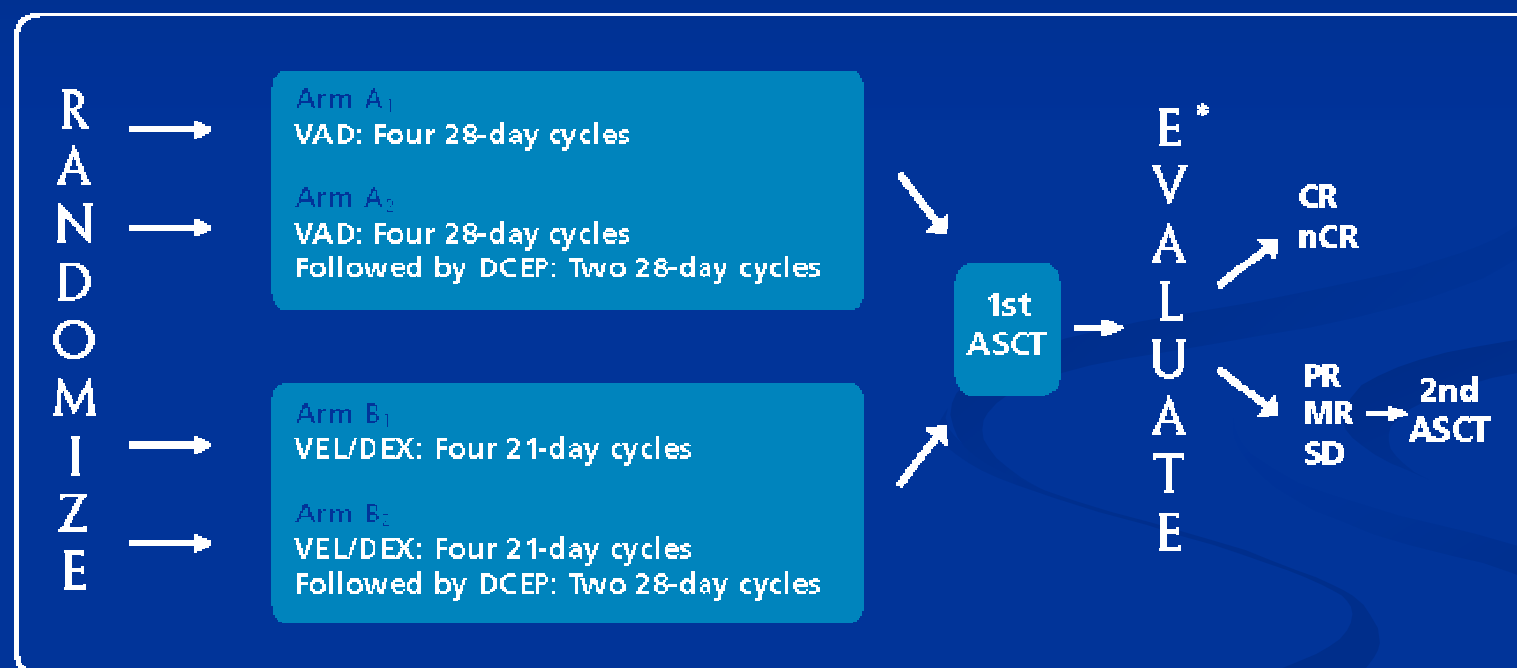 RANDOMIZE
Arm A₁
VAD: Four 28-day cycles
Arm A₂
VAD: Four 28-day cycles
Followed by DCEP: Two 28-day cycles
Arm B₁
VEL/DEX: Four 21-day cycles
Arm B₂
VEL/DEX: Four 21-day cycles
Followed by DCEP: Two 28-day cycles
1st
ASCT
EVALUATE*
CR
nCR
PR
MR
SD
2nd
ASCT